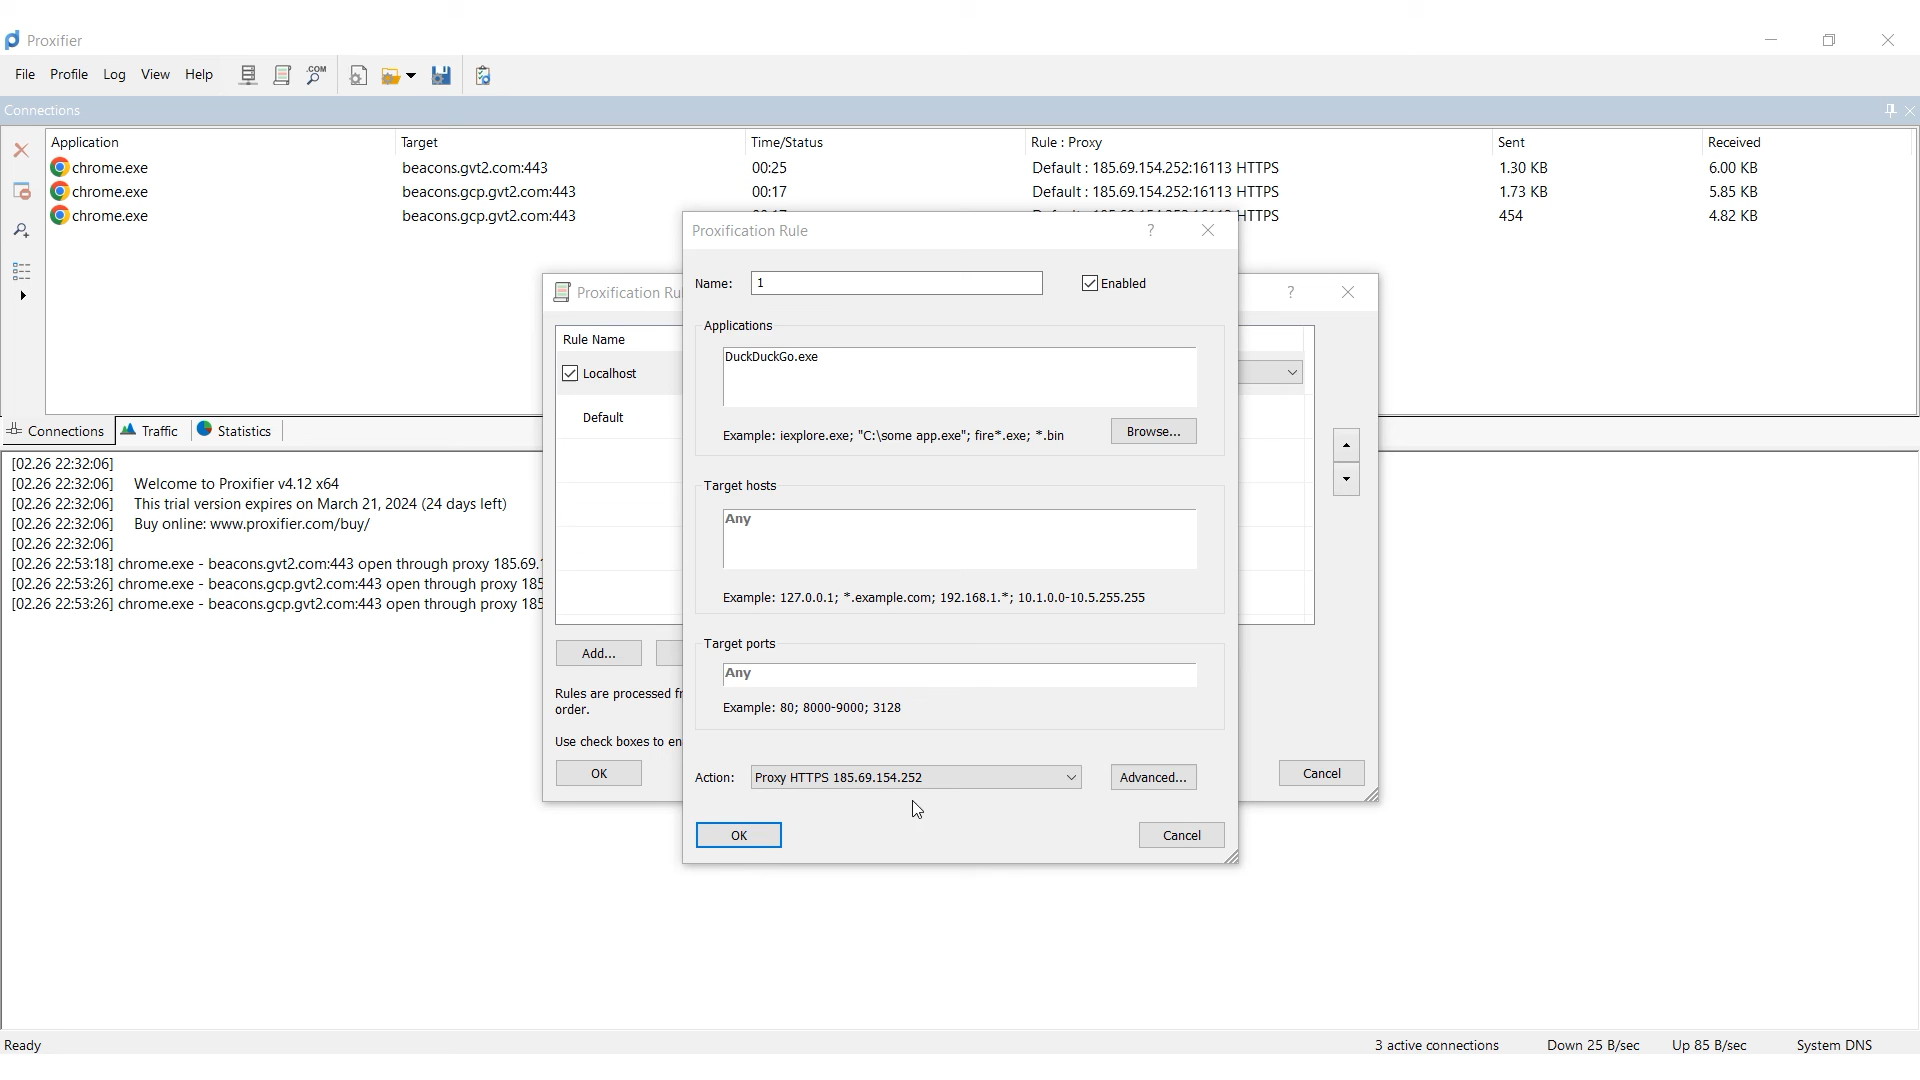 Proxifier
File Profile Log View Help .COM
Connections
Application Target Time/Status Rule : Proxy Sent Received
chrome.exe beacons.gvt2.com:443 00:25 Default : 185.69.154.252:16113 HTTPS 1.30 KB 6.00 KB
chrome.exe beacons.gcp.gvt2.com:443 00:17 Default : 185.69.154.252:16113 HTTPS 1.73 KB 5.85 KB
chrome.exe beacons.gcp.gvt2.com:443 HTTPS 454 4.82 KB
Proxification Rule ?
Name: 1 Enabled
Applications
DuckDuckGo.exe
Example: iexplore.exe; "C:\some app.exe"; fire*.exe; *.bin Browse...
Target hosts
Any
Example: 127.0.0.1; *.example.com; 192.168.1.*; 10.1.0.0-10.5.255.255
Target ports
Any
Example: 80; 8000-9000; 3128
Action: Proxy HTTPS 185.69.154.252 Advanced...
OK Cancel
Proxification Ru ?
Rule Name
Localhost
Default
Add...
Rules are processed
order.
Use check boxes to
OK Cancel
Connections Traffic Statistics
[02.26 22:32:06]
[02.26 22:32:06] Welcome to Proxifier v4.12 x64
[02.26 22:32:06] This trial version expires on March 21, 2024 (24 days left)
[02.26 22:32:06] Buy online: www.proxifier.com/buy/
[02.26 22:32:06]
[02.26 22:53:18] chrome.exe - beacons.gvt2.com:443 open through proxy 185.69.1
[02.26 22:53:26] chrome.exe - beacons.gcp.gvt2.com:443 open through proxy 185
[02.26 22:53:26] chrome.exe - beacons.gcp.gvt2.com:443 open through proxy 185
Ready 3 active connections Down 25 B/sec Up 85 B/sec System DNS